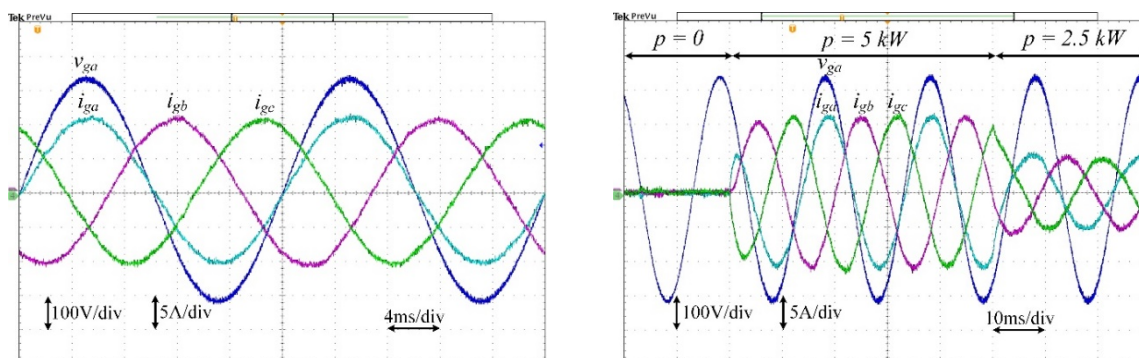 Tek PreVu
v_ga
i_ga i_gb i_gc
100V/div
5A/div
4ms/div
Tek PreVu
p = 0 p = 5 kW p = 2.5 kW
v_ga
i_ga i_gb i_gc
100V/div
5A/div
10ms/div